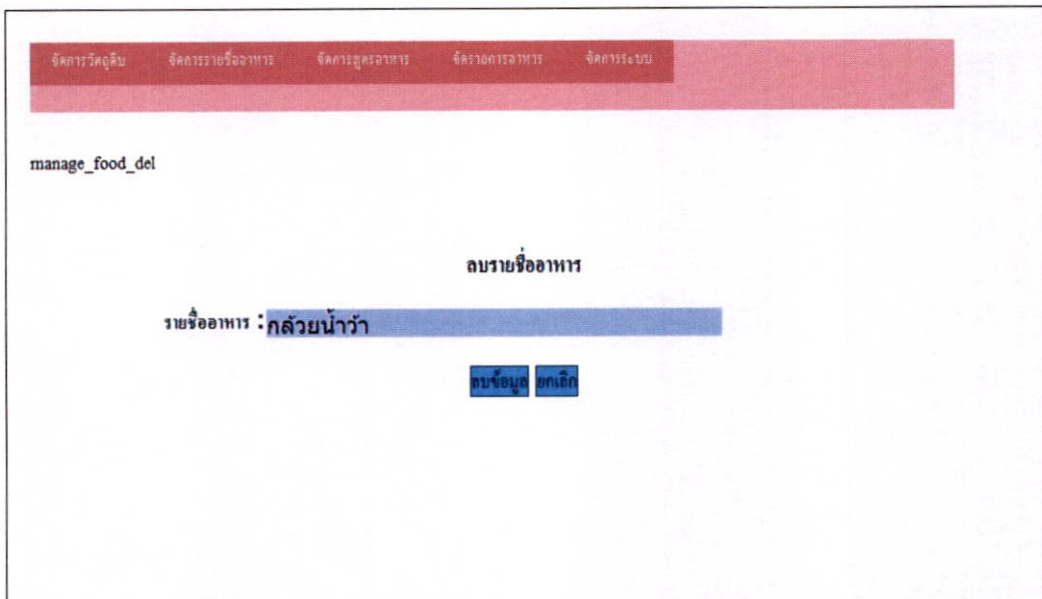 จัดการวัตถุดิบ จัดการรายชื่ออาหาร จัดการสูตรอาหาร จัดรายการอาหาร จัดการระบบ
manage_food_del
ลบรายชื่ออาหาร
รายชื่ออาหาร : กล้วยน้ำว้า
ลบข้อมูล ยกเลิก